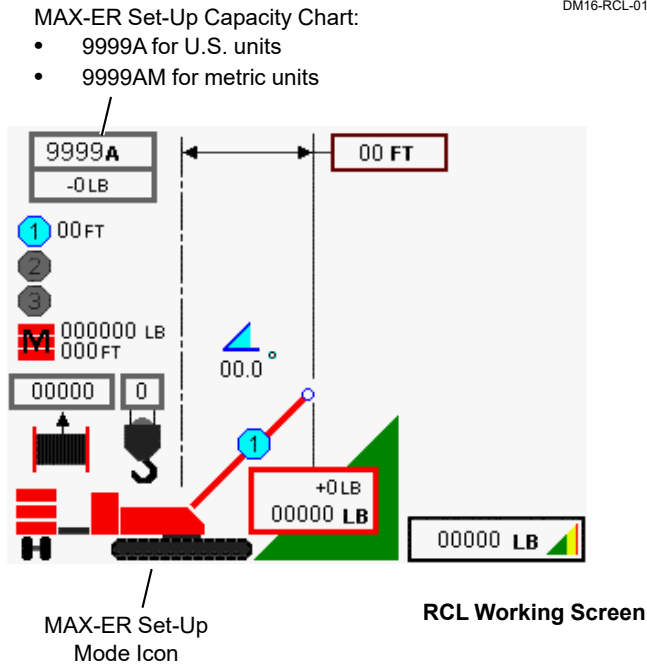 DM16-RCL-01
MAX-ER Set-Up Capacity Chart:
• 9999A for U.S. units
• 9999AM for metric units
9999A
-0LB
00 FT
1 00FT
2
3
M 000000 LB
000FT
00.0°
00000
0
1
+0LB
00000 LB
00000 LB
MAX-ER Set-Up
Mode Icon
RCL Working Screen